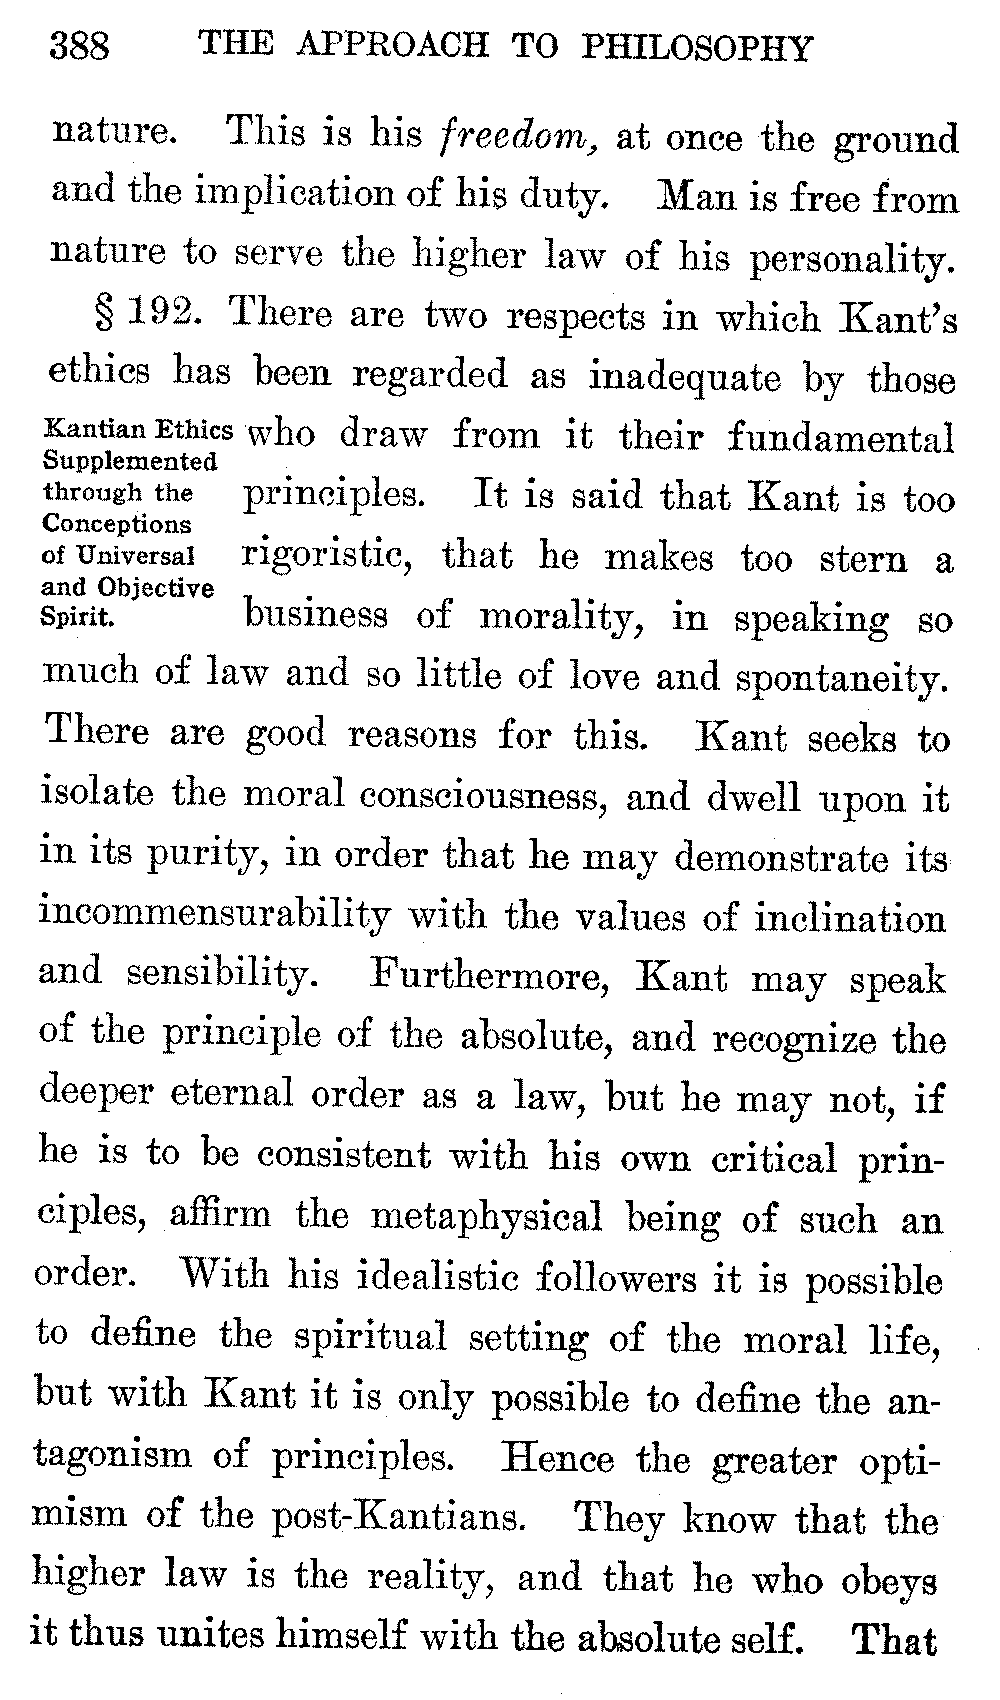 388 THE APPROACH TO PHILOSOPHY
nature. This is his freedom, at once the ground
and the implication of his duty. Man is free from
nature to serve the higher law of his personality.
§ 192. There are two respects in which Kant's
ethics has been regarded as inadequate by those
Kantian Ethics
Supplemented
through the
Conceptions
of Universal
and Objective
Spirit.
who draw from it their fundamental
principles. It is said that Kant is too
rigoristic, that he makes too stern a
business of morality, in speaking so
much of law and so little of love and spontaneity.
There are good reasons for this. Kant seeks to
isolate the moral consciousness, and dwell upon it
in its purity, in order that he may demonstrate its
incommensurability with the values of inclination
and sensibility. Furthermore, Kant may speak
of the principle of the absolute, and recognize the
deeper eternal order as a law, but he may not, if
he is to be consistent with his own critical prin-
ciples, affirm the metaphysical being of such an
order. With his idealistic followers it is possible
to define the spiritual setting of the moral life,
but with Kant it is only possible to define the an-
tagonism of principles. Hence the greater opti-
mism of the post-Kantians. They know that the
higher law is the reality, and that he who obeys
it thus unites himself with the absolute self. That